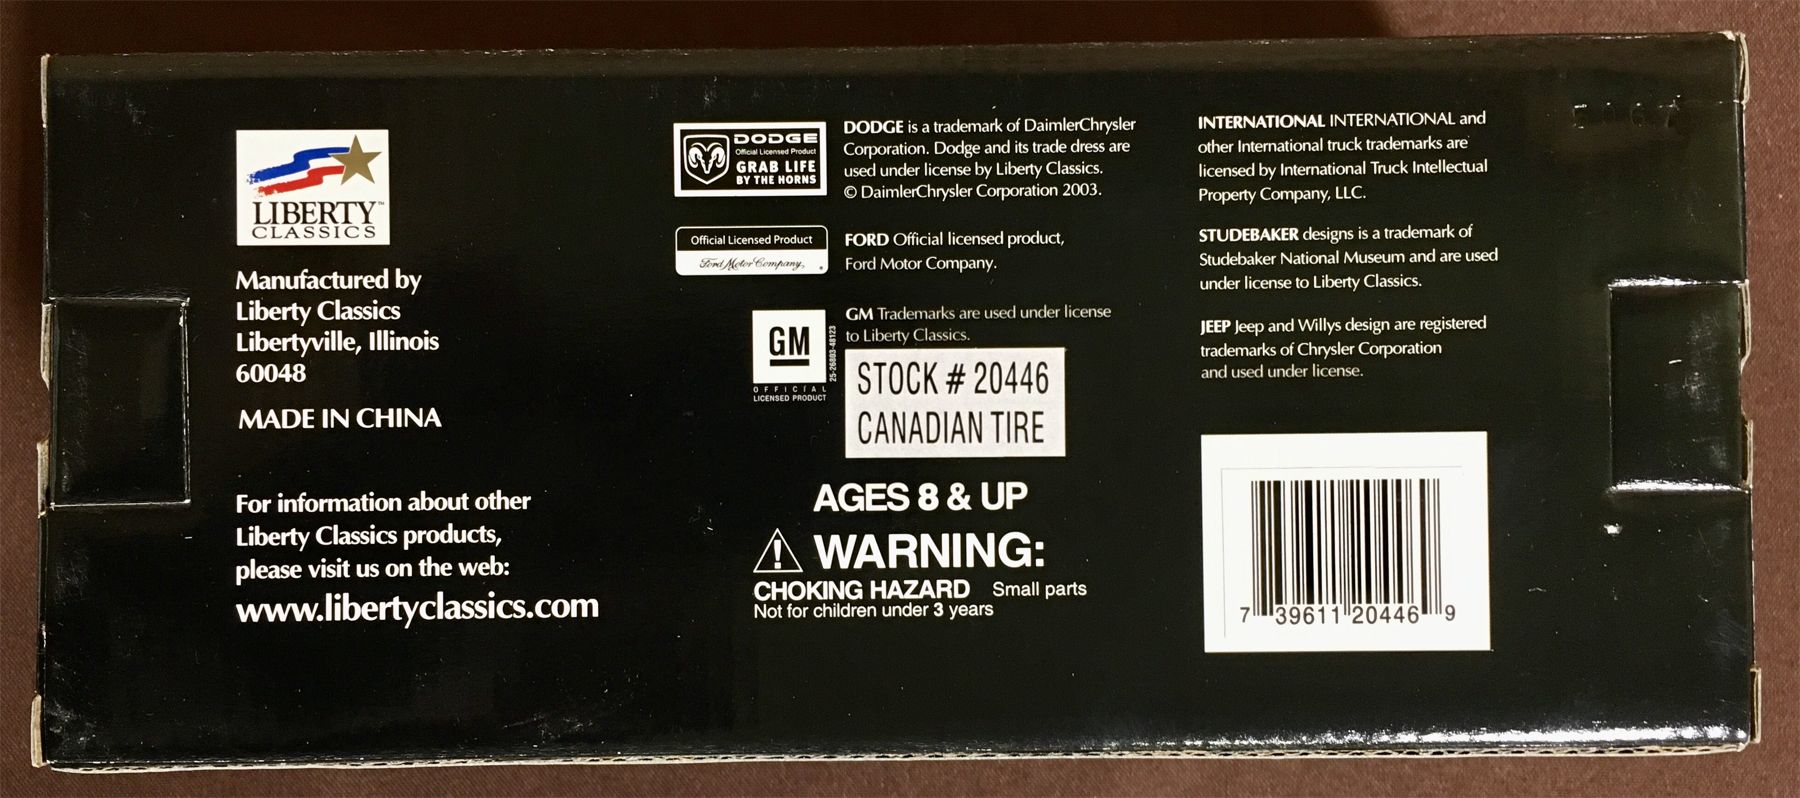 LIBERTY™
CLASSICS
Manufactured by
Liberty Classics
Libertyville, Illinois
60048
MADE IN CHINA
For information about other
Liberty Classics products,
please visit us on the web:
www.libertyclassics.com
DODGE
Official Licensed Product
GRAB LIFE
BY THE HORNS
DODGE is a trademark of DaimlerChrysler
Corporation. Dodge and its trade dress are
used under license by Liberty Classics.
© DaimlerChrysler Corporation 2003.
Official Licensed Product
Ford Motor Company,
FORD Official licensed product,
Ford Motor Company.
GM
OFFICIAL
LICENSED PRODUCT
25-26803-48123
GM Trademarks are used under license
to Liberty Classics.
STOCK # 20446
CANADIAN TIRE
AGES 8 & UP
WARNING:
CHOKING HAZARD Small parts
Not for children under 3 years
INTERNATIONAL INTERNATIONAL and
other International truck trademarks are
licensed by International Truck Intellectual
Property Company, LLC.
STUDEBAKER designs is a trademark of
Studebaker National Museum and are used
under license to Liberty Classics.
JEEP Jeep and Willys design are registered
trademarks of Chrysler Corporation
and used under license.
7 39611 20446 9